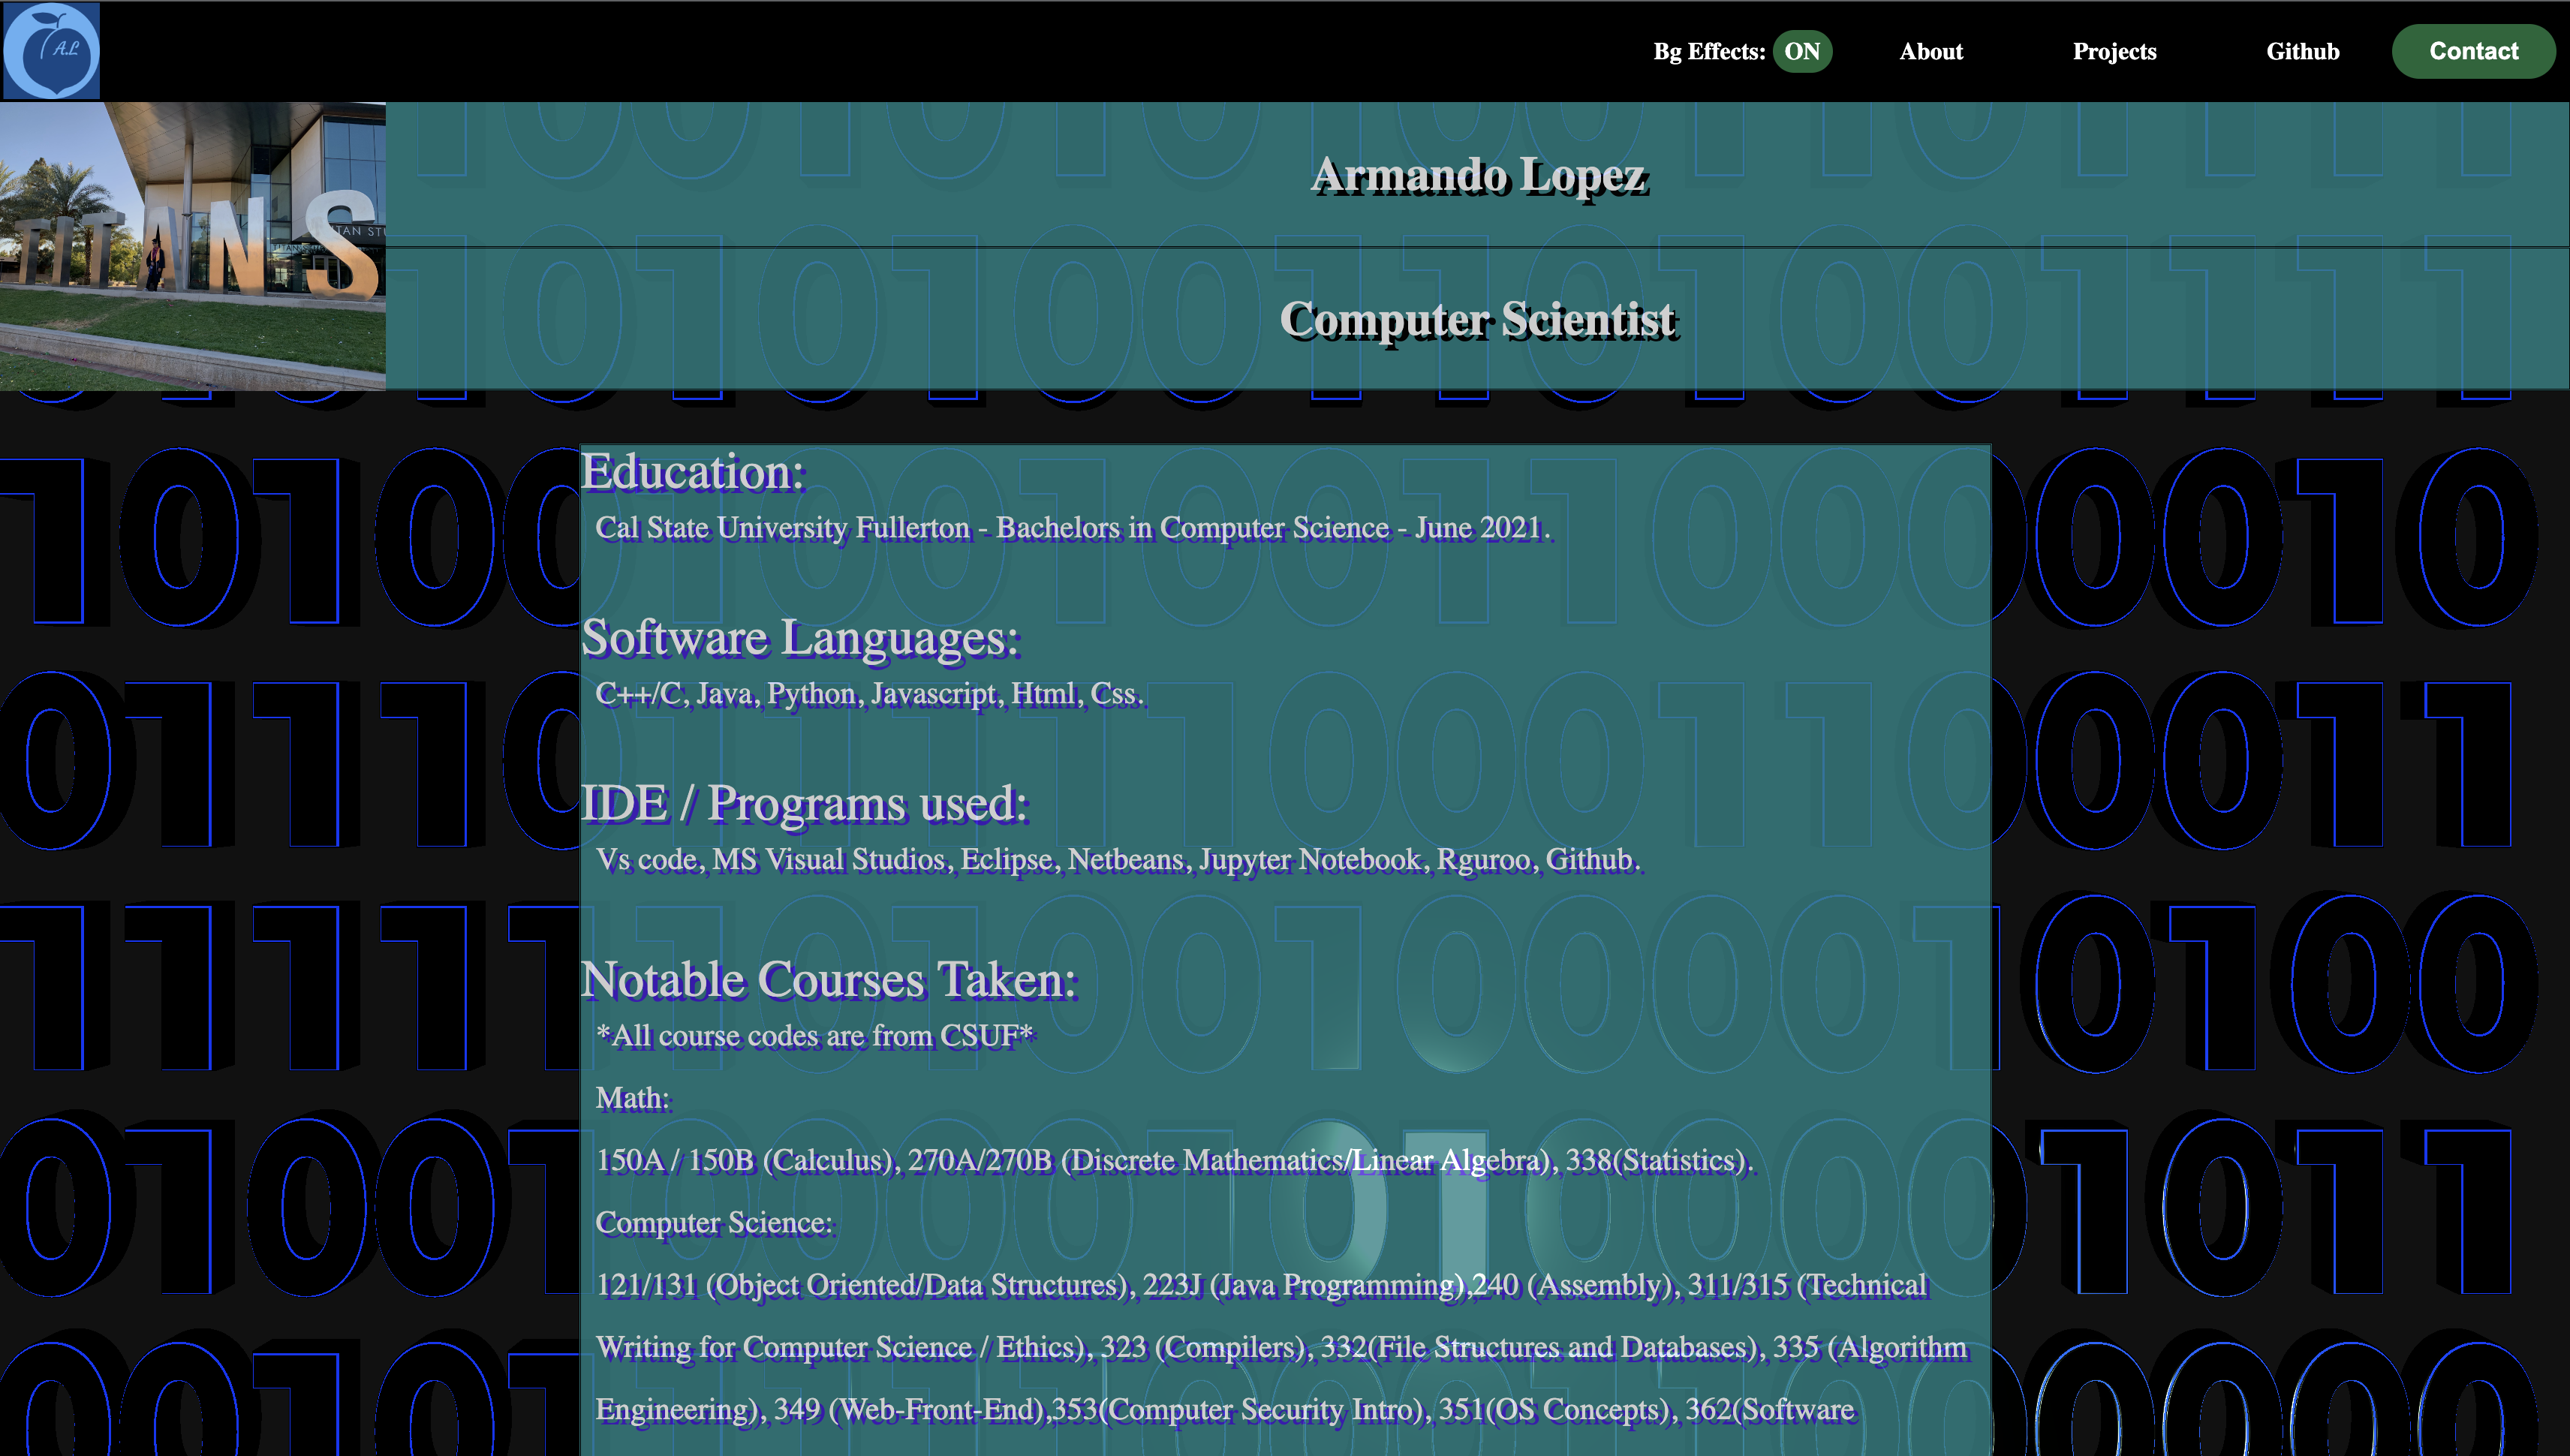 A.L
Bg Effects: ON
About
Projects
Github
Contact
TITANS
Armando Lopez
Computer Scientist
Education:
Cal State University Fullerton - Bachelors in Computer Science - June 2021.
Software Languages:
C++/C, Java, Python, Javascript, Html, Css.
IDE / Programs used:
Vs code, MS Visual Studios, Eclipse, Netbeans, Jupyter Notebook, Rguroo, Github.
Notable Courses Taken:
*All course codes are from CSUF*
Math:
150A / 150B (Calculus), 270A/270B (Discrete Mathematics/Linear Algebra), 338(Statistics).
Computer Science:
121/131 (Object Oriented/Data Structures), 223J (Java Programming),240 (Assembly), 311/315 (Technical
Writing for Computer Science / Ethics), 323 (Compilers), 332(File Structures and Databases), 335 (Algorithm
Engineering), 349 (Web-Front-End),353(Computer Security Intro), 351(OS Concepts), 362(Software